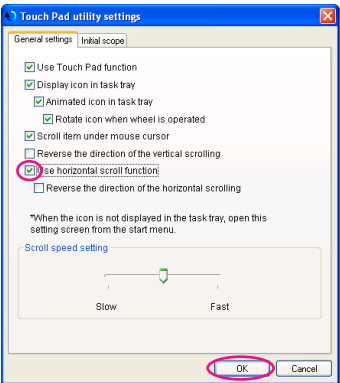 Touch Pad utility settings
General settings Initial scope
Use Touch Pad function
Display icon in task tray
Animated icon in task tray
Rotate icon when wheel is operated
Scroll item under mouse cursor
Reverse the direction of the vertical scrolling
Use horizontal scroll function
Reverse the direction of the horizontal scrolling
*When the icon is not displayed in the task tray, open this
setting screen from the start menu.
Scroll speed setting
Slow Fast
OK Cancel